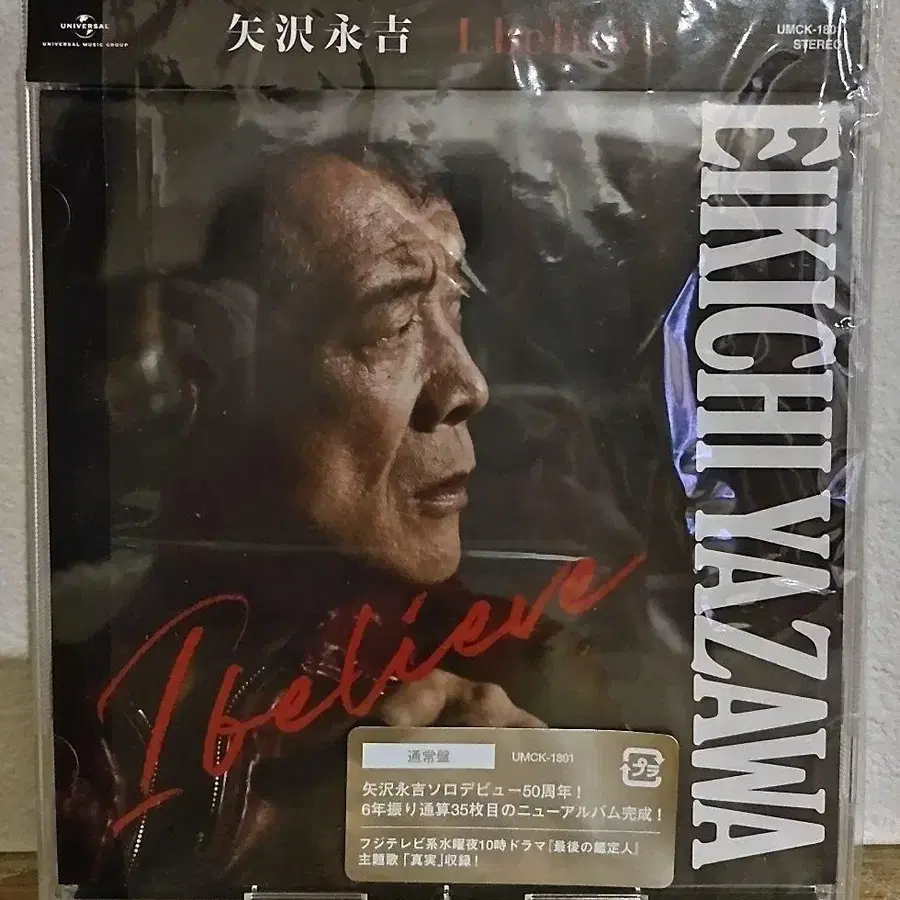 UNIVERSAL
UNIVERSAL MUSIC GROUP
矢沢永吉 I believe
UMCK-1801
STEREO
EIKICHI YAZAWA
I believe
通常盤 UMCK-1801
プラ
矢沢永吉ソロデビュー50周年!
6年振り通算35枚目のニューアルバム完成!
フジテレビ系水曜夜10時ドラマ『最後の鑑定人』
主題歌「真実」収録!